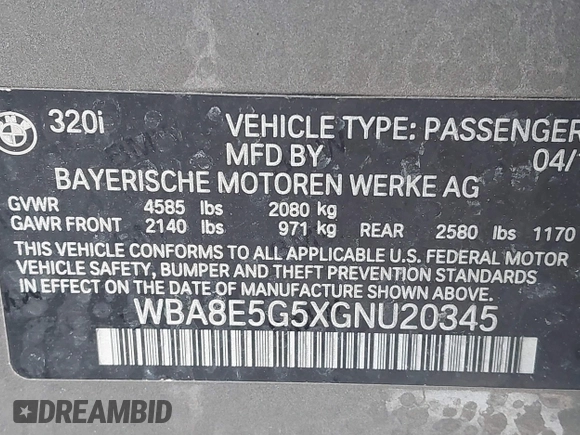 320i VEHICLE TYPE: PASSENGER
MFD BY 04/
BAYERISCHE MOTOREN WERKE AG
GVWR 4585 lbs 2080 kg
GAWR FRONT 2140 lbs 971 kg REAR 2580 lbs 1170
THIS VEHICLE CONFORMS TO ALL APPLICABLE U.S. FEDERAL MOTOR
VEHICLE SAFETY, BUMPER AND THEFT PREVENTION STANDARDS
IN EFFECT ON THE DATE OF MANUFACTURE SHOWN ABOVE.
WBA8E5G5XGNU20345
DREAMBID